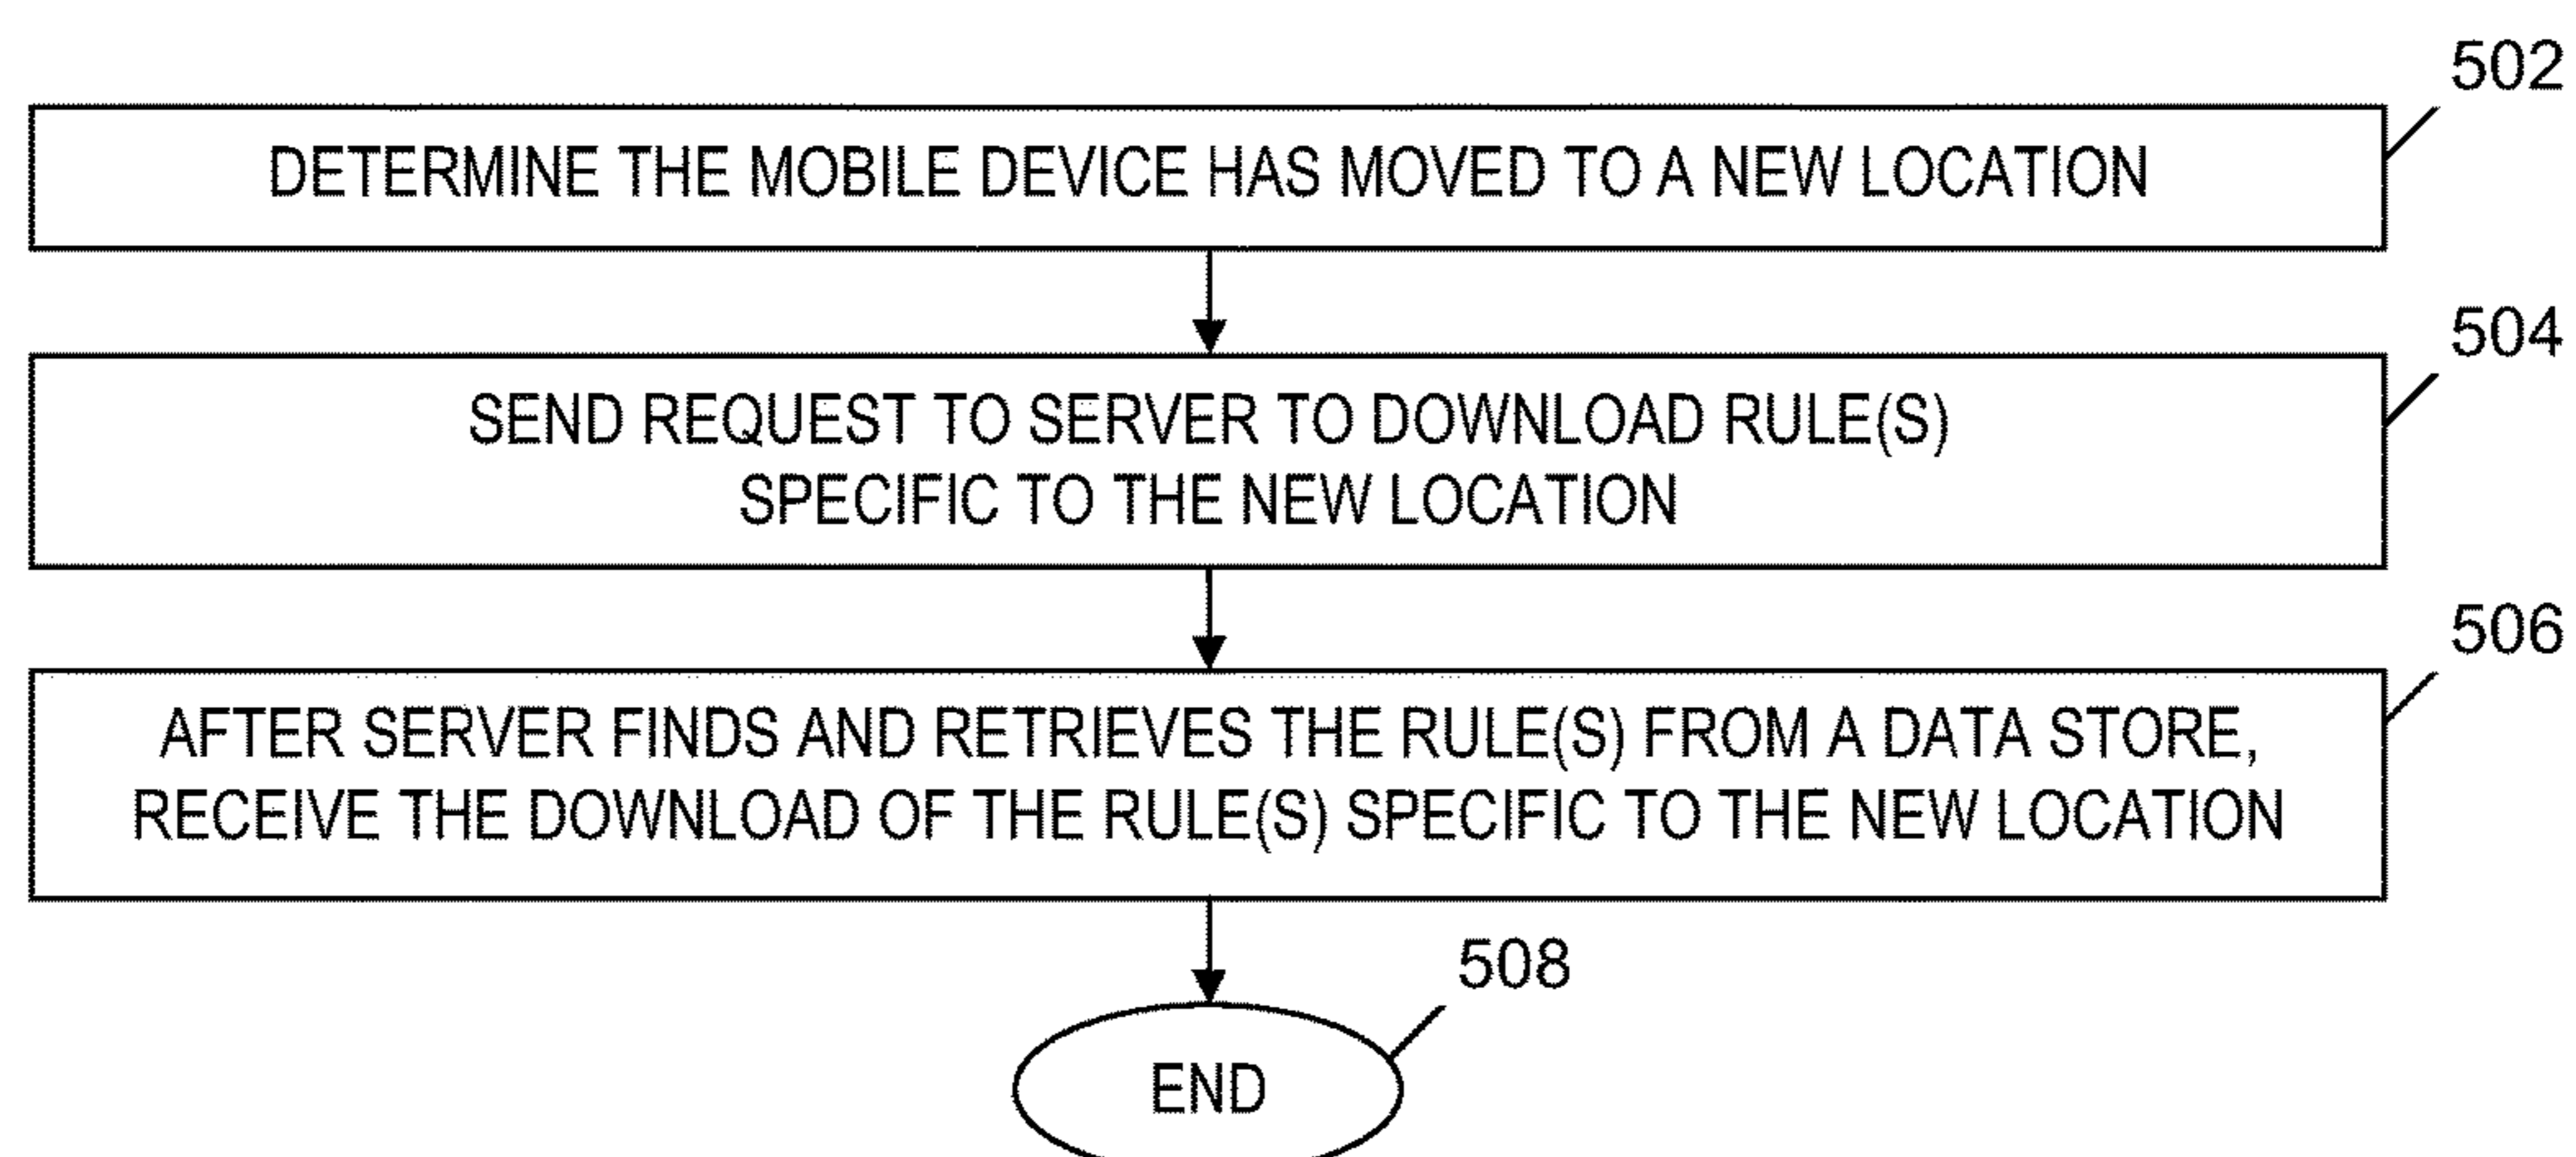 502
DETERMINE THE MOBILE DEVICE HAS MOVED TO A NEW LOCATION
504
SEND REQUEST TO SERVER TO DOWNLOAD RULE(S)
SPECIFIC TO THE NEW LOCATION
506
AFTER SERVER FINDS AND RETRIEVES THE RULE(S) FROM A DATA STORE,
RECEIVE THE DOWNLOAD OF THE RULE(S) SPECIFIC TO THE NEW LOCATION
508
END